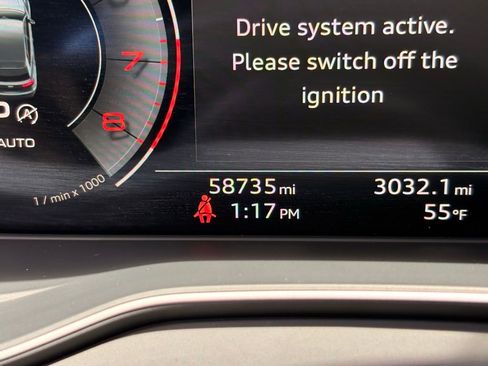 Drive system active.
Please switch off the
ignition
7
8
AUTO
1 / min x 1000
58735 mi
3032.1 mi
1:17 PM
55°F